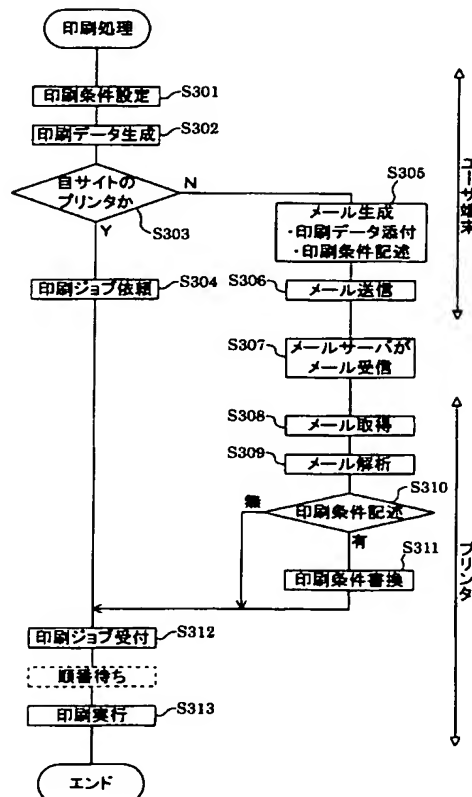 印刷処理
印刷条件設定
S301
印刷データ生成
S302
自サイトの
プリンタか
N
Y
S303
S305
メール生成
・印刷データ添付
・印刷条件記述
印刷ジョブ依頼
S304
S306
メール送信
S307
メールサーバが
メール受信
ユーザ端末
S308
メール取得
S309
メール解析
S310
印刷条件記述
無
有
S311
印刷条件書換
プリンタ
印刷ジョブ受付
S312
順番待ち
印刷実行
S313
エンド